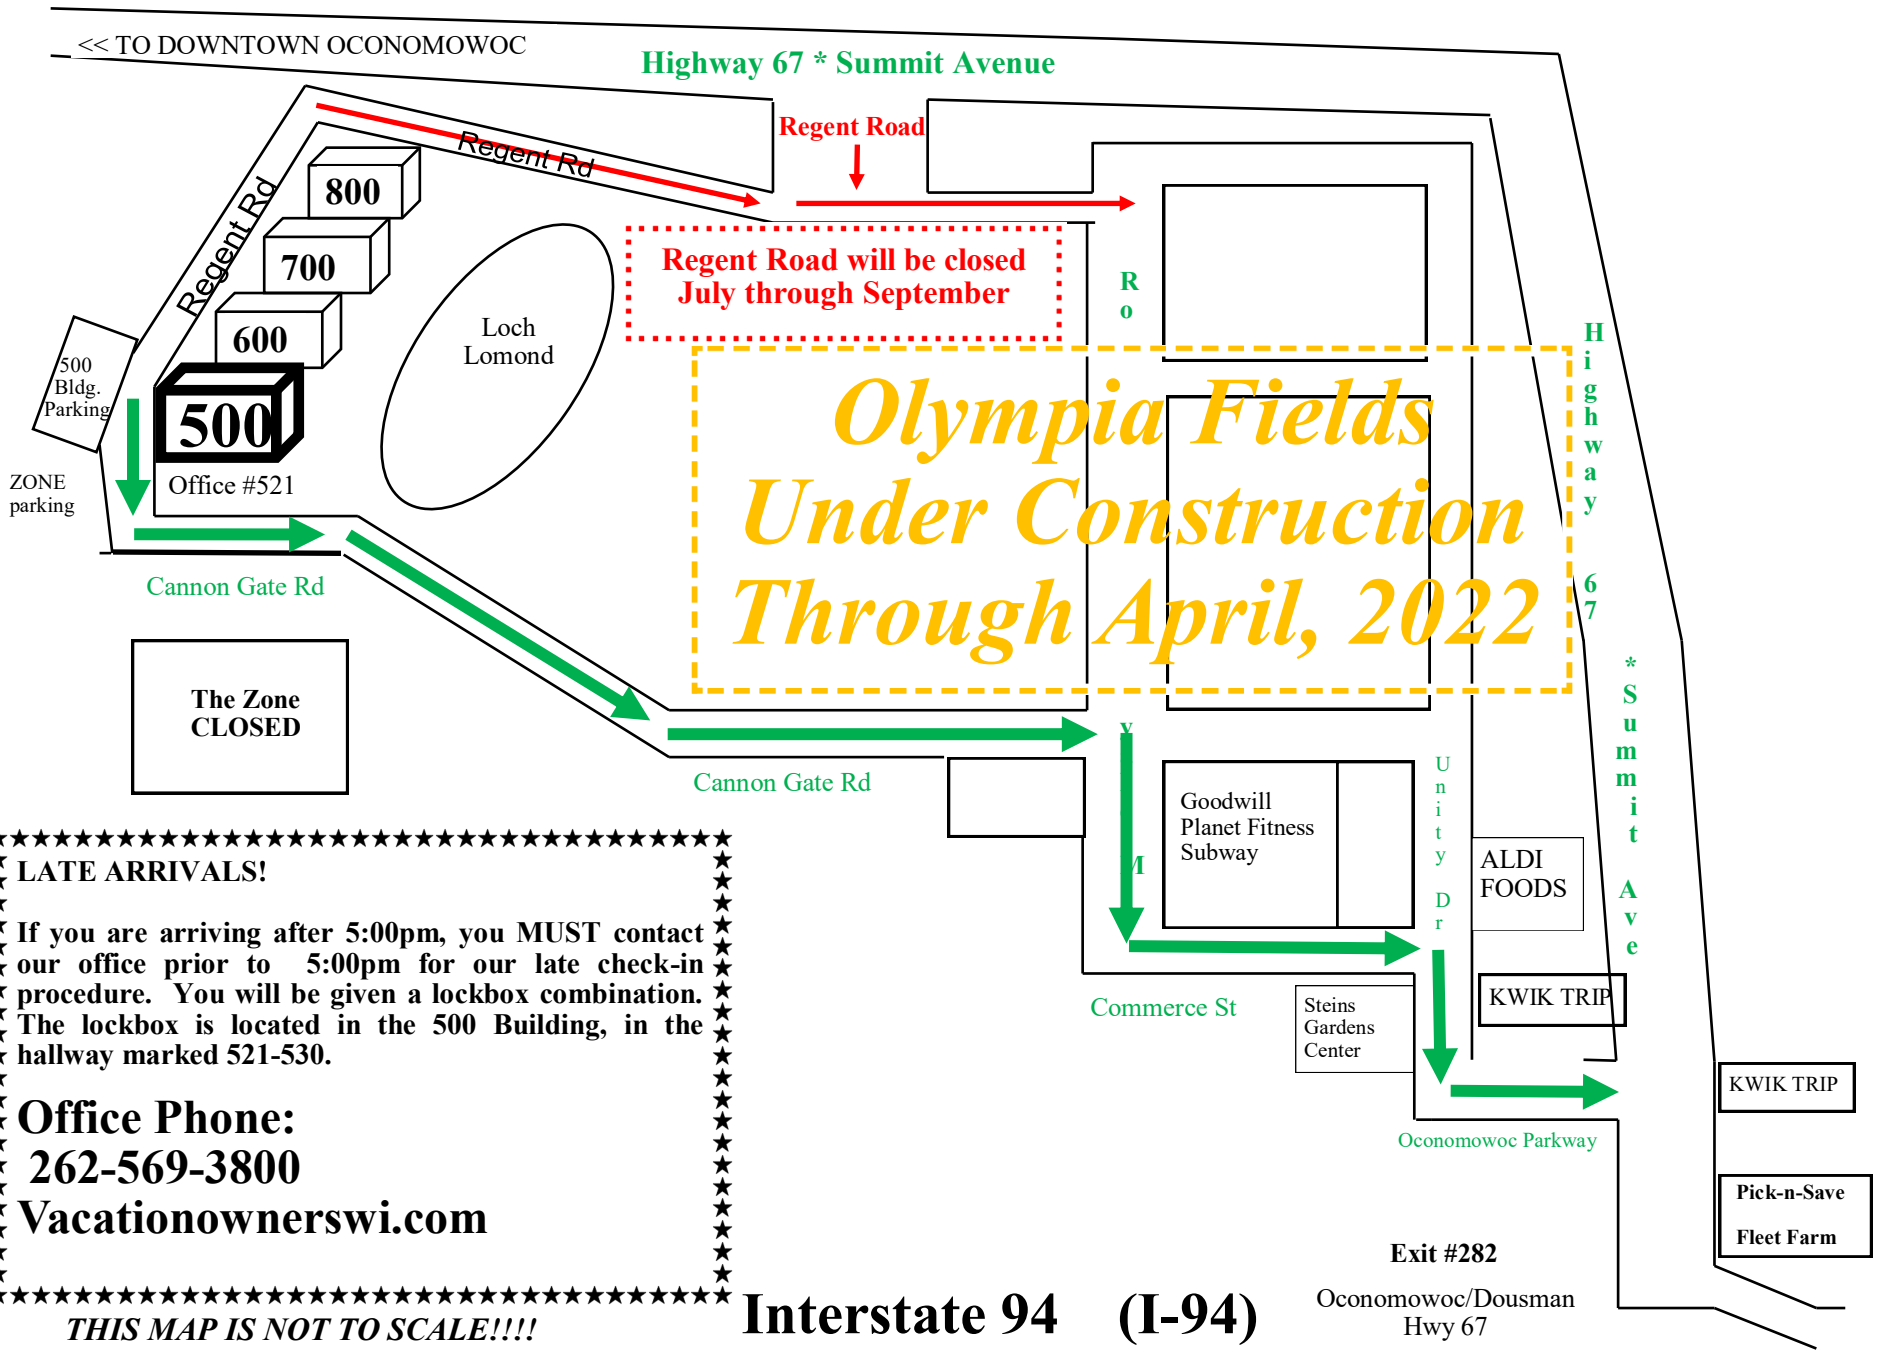 << TO DOWNTOWN OCONOMOWOC
Highway 67 * Summit Avenue
Regent Road
Regent Rd
Regent Rd
800
700
600
500
500
Bldg.
Parking
Office #521
ZONE
parking
Loch
Lomond
Regent Road will be closed
July through September
Ro
Olympia Fields
Under Construction
Through April, 2022
Highway 67 * Summit Ave
Cannon Gate Rd
The Zone
CLOSED
Cannon Gate Rd
y
M
Goodwill
Planet Fitness
Subway
Unity Dr
ALDI
FOODS
KWIK TRIP
Commerce St
Steins
Gardens
Center
KWIK TRIP
Oconomowoc Parkway
Pick-n-Save
Fleet Farm
LATE ARRIVALS!
If you are arriving after 5:00pm, you MUST contact
our office prior to 5:00pm for our late check-in
procedure. You will be given a lockbox combination.
The lockbox is located in the 500 Building, in the
hallway marked 521-530.
Office Phone:
262-569-3800
Vacationownerswi.com
THIS MAP IS NOT TO SCALE!!!!
Interstate 94 (I-94)
Exit #282
Oconomowoc/Dousman
Hwy 67